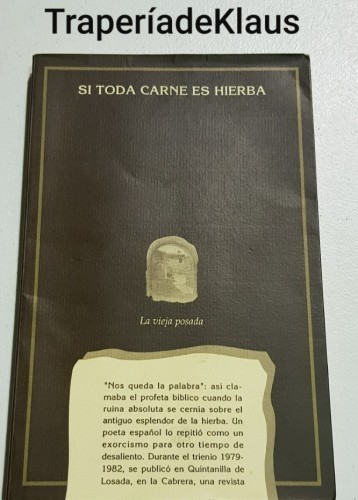 TraperíadeKlaus
SI TODA CARNE ES HIERBA
La vieja posada
"Nos queda la palabra": así cla-
maba el profeta bíblico cuando la
ruina absoluta se cernía sobre el
antiguo esplendor de la hierba. Un
poeta español lo repitió como un
exorcismo para otro tiempo de
desaliento. Durante el trienio 1979-
1982, se publicó en Quintanilla de
Losada, en la Cabrera, una revista